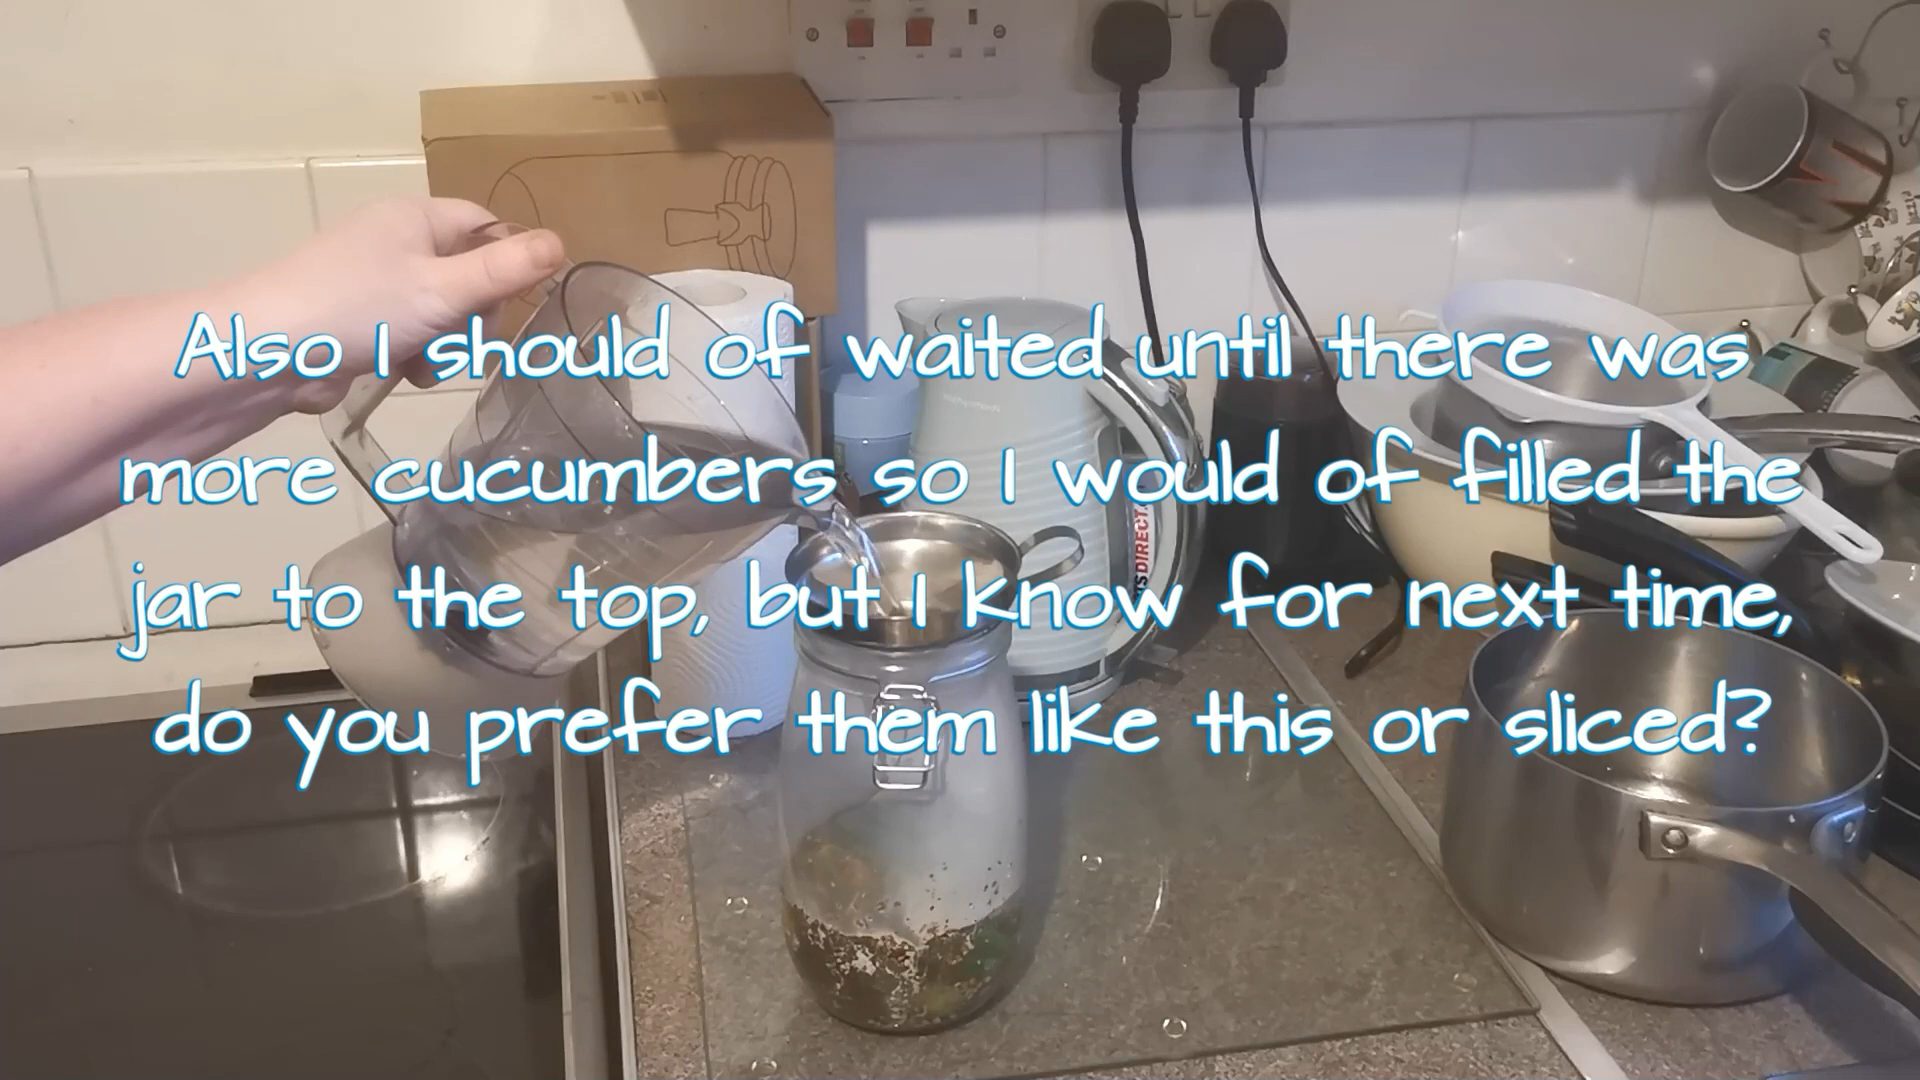 Also I should of waited until there was
more cucumbers so I would of filled the
jar to the top, but I know for next time,
do you prefer them like this or sliced?
DIRECT